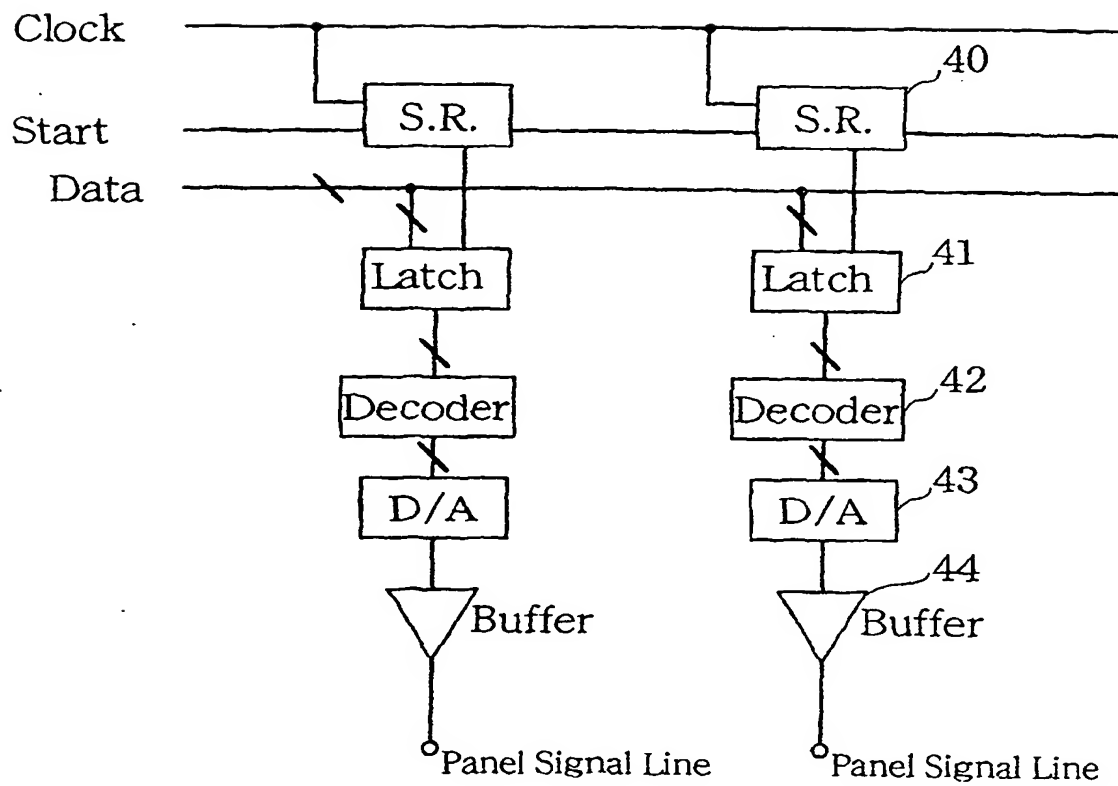 Clock
40
S.R.
S.R.
Start
Data
41
Latch
Latch
42
Decoder
Decoder
43
D/A
D/A
44
Buffer
Buffer
Panel Signal Line
Panel Signal Line